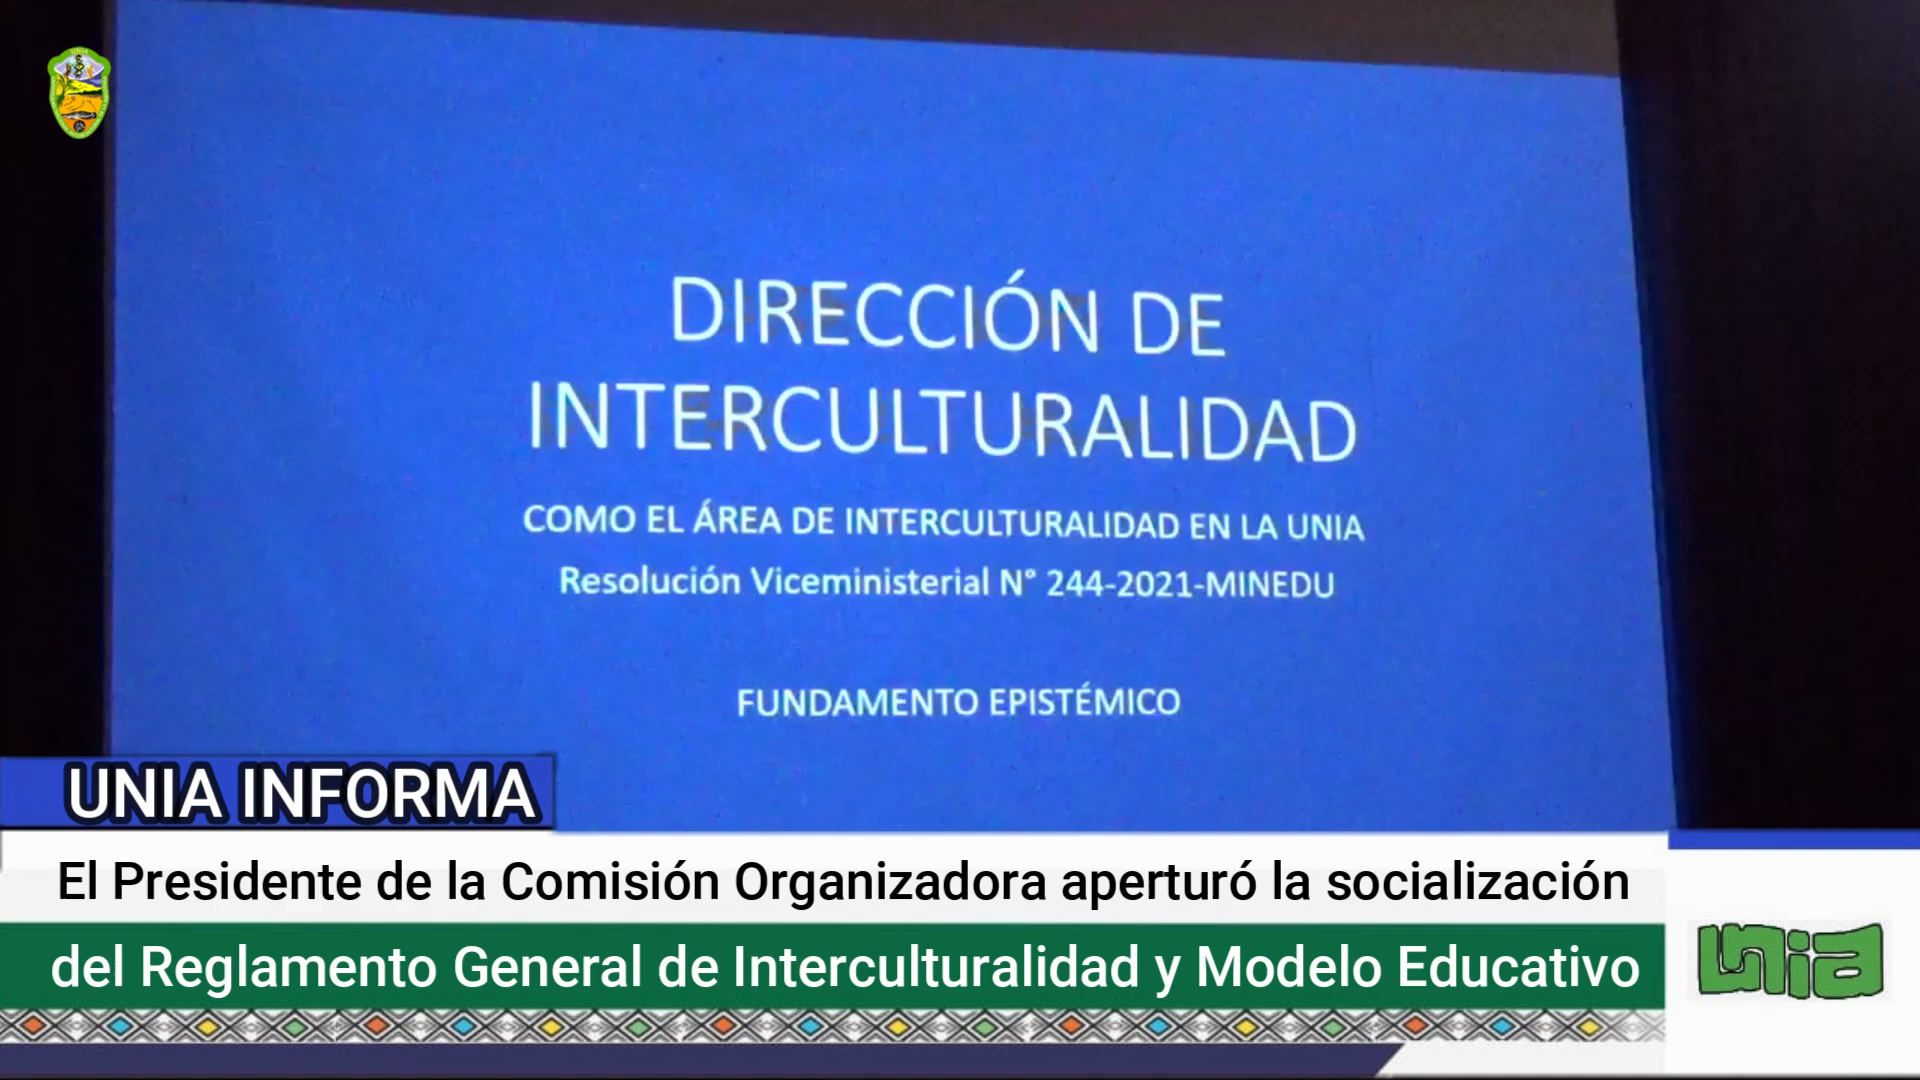 DIRECCIÓN DE
INTERCULTURALIDAD
COMO EL ÁREA DE INTERCULTURALIDAD EN LA UNIA
Resolución Viceministerial N° 244-2021-MINEDU
FUNDAMENTO EPISTÉMICO
UNIA INFORMA
El Presidente de la Comisión Organizadora aperturó la socialización
del Reglamento General de Interculturalidad y Modelo Educativo
unia